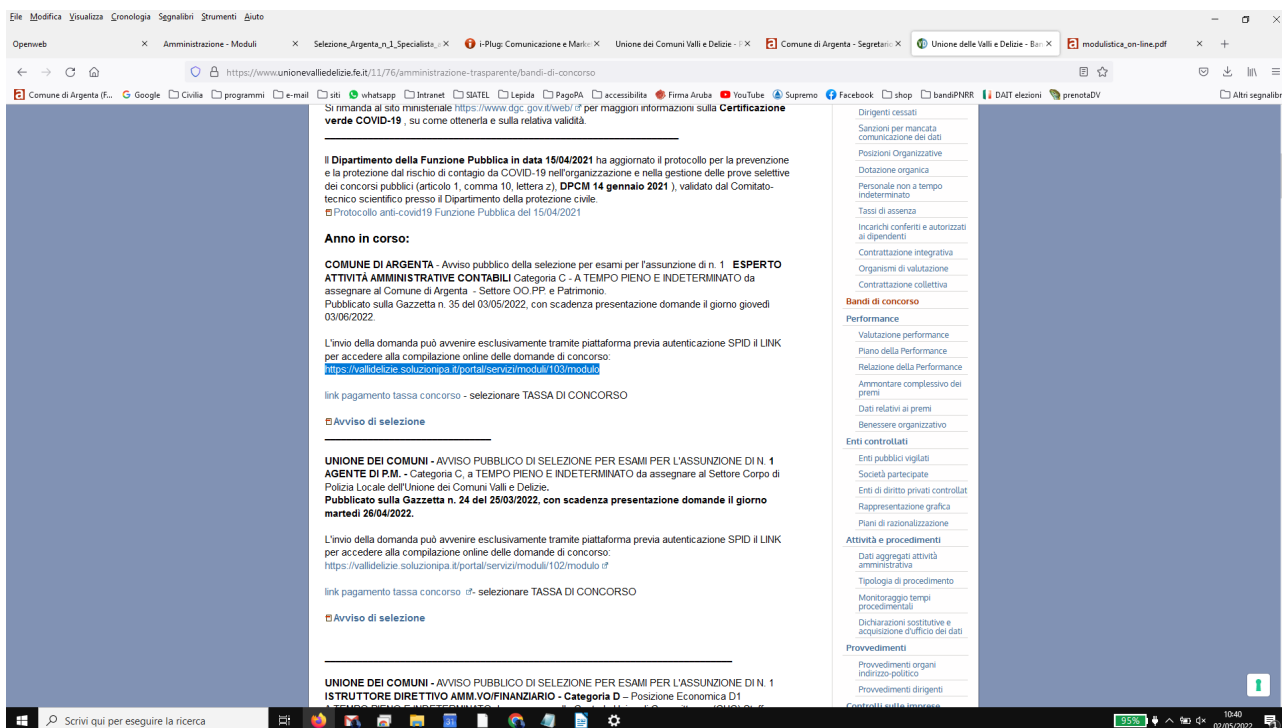 File Modifica Visualizza Cronologia Segnalibri Strumenti Aiuto
Openweb
Amministrazione - Moduli
Selezione_Argenta_n_1_Specialista_
i-Plug: Comunicazione e Marke
Unione dei Comuni Valli e Delizie -
Comune di Argenta - Segretario
Unione delle Valli e Delizie - Ban
modulistica_on-line.pdf
https://www.unionevalliedelizie.fe.it/11/76/amministrazione-trasparente/bandi-di-concorso
Comune di Argenta (F... Google Civilia programmi e-mail siti whatsapp Intranet SIATEL Lepida PagoPA accessibilita Firma Aruba YouTube Supremo Facebook shop bandiPNRR DAIT elezioni prenotaDV Altri segnalibr
Si rimanda al sito ministeriale https://www.dgc.gov.it/web/ per maggiori informazioni sulla Certificazione
verde COVID-19 , su come ottenerla e sulla relativa validità.
Il Dipartimento della Funzione Pubblica in data 15/04/2021 ha aggiornato il protocollo per la prevenzione
e la protezione dal rischio di contagio da COVID-19 nell'organizzazione e nella gestione delle prove selettive
dei concorsi pubblici (articolo 1, comma 10, lettera z), DPCM 14 gennaio 2021 ), validato dal Comitato-
tecnico scientifico presso il Dipartimento della protezione civile.
Protocollo anti-covid19 Funzione Pubblica del 15/04/2021
Anno in corso:
COMUNE DI ARGENTA - Avviso pubblico della selezione per esami per l'assunzione di n. 1 ESPERTO
ATTIVITÀ AMMINISTRATIVE CONTABILI Categoria C - A TEMPO PIENO E INDETERMINATO da
assegnare al Comune di Argenta - Settore OO.PP. e Patrimonio.
Pubblicato sulla Gazzetta n. 35 del 03/05/2022, con scadenza presentazione domande il giorno giovedì
03/06/2022.
L'invio della domanda può avvenire esclusivamente tramite piattaforma previa autenticazione SPID il LINK
per accedere alla compilazione online delle domande di concorso:
https://vallidelizie.soluzionipa.it/portal/servizi/moduli/103/modulo
link pagamento tassa concorso - selezionare TASSA DI CONCORSO
Avviso di selezione
UNIONE DEI COMUNI - AVVISO PUBBLICO DI SELEZIONE PER ESAMI PER L'ASSUNZIONE DI N. 1
AGENTE DI P.M. - Categoria C, a TEMPO PIENO E INDETERMINATO da assegnare al Settore Corpo di
Polizia Locale dell'Unione dei Comuni Valli e Delizie.
Pubblicato sulla Gazzetta n. 24 del 25/03/2022, con scadenza presentazione domande il giorno
martedì 26/04/2022.
L'invio della domanda può avvenire esclusivamente tramite piattaforma previa autenticazione SPID il LINK
per accedere alla compilazione online delle domande di concorso:
https://vallidelizie.soluzionipa.it/portal/servizi/moduli/102/modulo
link pagamento tassa concorso - selezionare TASSA DI CONCORSO
Avviso di selezione
UNIONE DEI COMUNI - AVVISO PUBBLICO DI SELEZIONE PER ESAMI PER L'ASSUNZIONE DI N. 1
ISTRUTTORE DIRETTIVO AMM.VO/FINANZIARIO - Categoria D – Posizione Economica D1
Dirigenti cessati
Sanzioni per mancata
comunicazione dei dati
Posizioni Organizzative
Dotazione organica
Personale non a tempo
indeterminato
Tassi di assenza
Incarichi conferiti e autorizzati
ai dipendenti
Contrattazione integrativa
Organismi di valutazione
Contrattazione collettiva
Bandi di concorso
Performance
Valutazione performance
Piano della Performance
Relazione della Performance
Ammontare complessivo dei
premi
Dati relativi ai premi
Benessere organizzativo
Enti controllati
Enti pubblici vigilati
Società partecipate
Enti di diritto privati controllat
Rappresentazione grafica
Piani di razionalizzazione
Attività e procedimenti
Dati aggregati attività
amministrativa
Tipologia di procedimento
Monitoraggio tempi
procedimentali
Dichiarazioni sostitutive e
acquisizione d'ufficio dei dati
Provvedimenti
Provvedimenti organi
indirizzo-politico
Provvedimenti dirigenti
Controlli sulle imprese
Scrivi qui per eseguire la ricerca
95%
10:40
02/05/2022